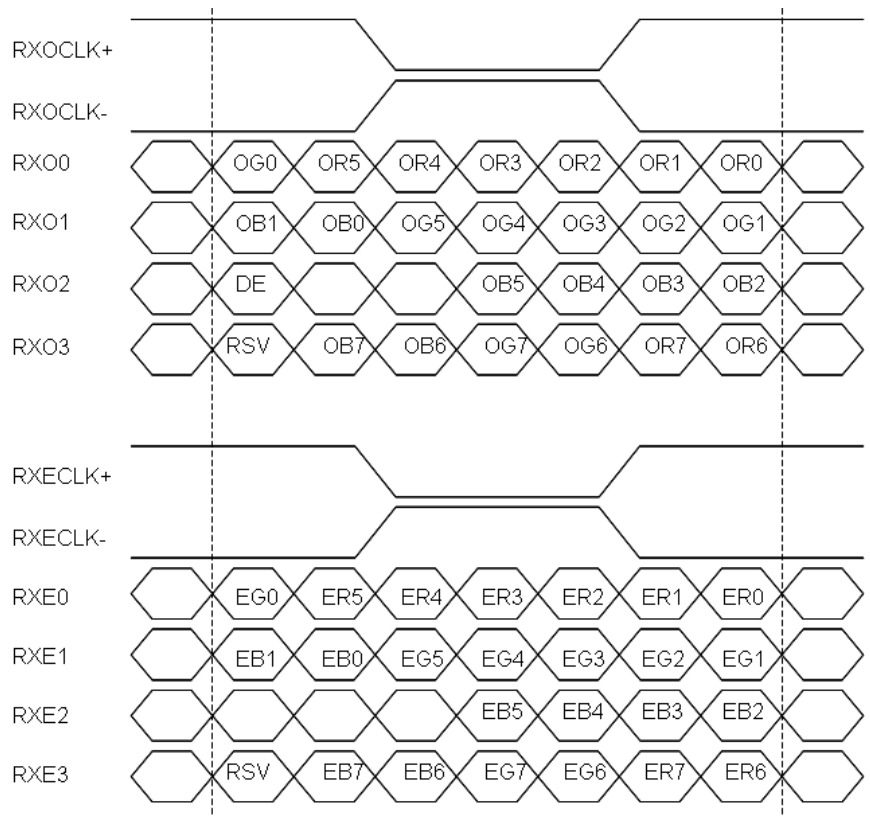 RXOCLK+
RXOCLK-
RXO0 OG0 OR5 OR4 OR3 OR2 OR1 OR0
RXO1 OB1 OB0 OG5 OG4 OG3 OG2 OG1
RXO2 DE OB5 OB4 OB3 OB2
RXO3 RSV OB7 OB6 OG7 OG6 OR7 OR6
RXECLK+
RXECLK-
RXE0 EG0 ER5 ER4 ER3 ER2 ER1 ER0
RXE1 EB1 EB0 EG5 EG4 EG3 EG2 EG1
RXE2 EB5 EB4 EB3 EB2
RXE3 RSV EB7 EB6 EG7 EG6 ER7 ER6